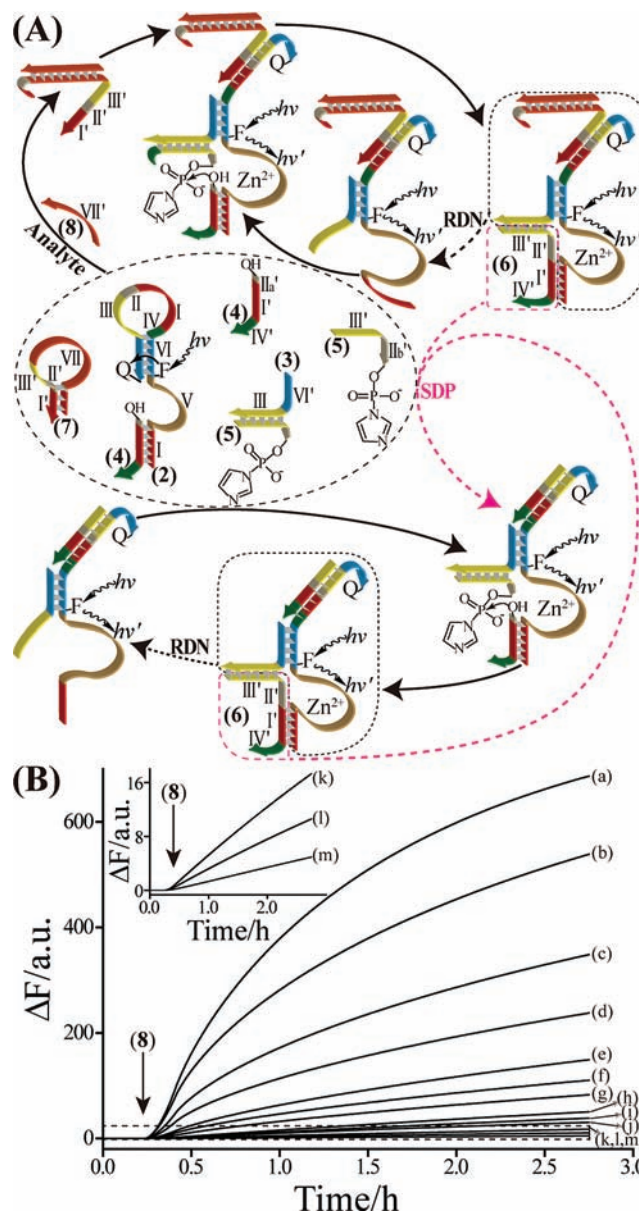 (A)
Q
III'
II'
I'
F
hν
hν'
Zn²⁺
O=P-O⁻
OH
N
VII'
(8)
Analyte
F
hν
hν'
RDN
Q
F
hν
hν'
III'
II'
Zn²⁺
(6)
I'
IV'
OH
IIa'
(4)
I'
IV'
III
II
I
IV
VI
Q
F
hν
V
OH
(4)
I
(2)
VII
'III'
II'
I'
(7)
(3)
III
VI'
(5)
O=P-O⁻
N
III'
(5)
IIb'
O=P-O⁻
N
SDP
Q
F
hν
hν'
Zn²⁺
O=P-O⁻
OH
N
F
hν
hν'
Q
RDN
Q
F
hν
hν'
III'
II'
Zn²⁺
(6)
I'
IV'
(B)
ΔF/a.u.
600
400
200
0
(8)
0.0 0.5 1.0 1.5 2.0 2.5 3.0
Time/h
ΔF/a.u.
16
8
0
(8)
(k)
(l)
(m)
0.0 1.0 2.0
Time/h
(a)
(b)
(c)
(d)
(e)
(f)
(g)
(h)
(i)
(j)
(k,l,m